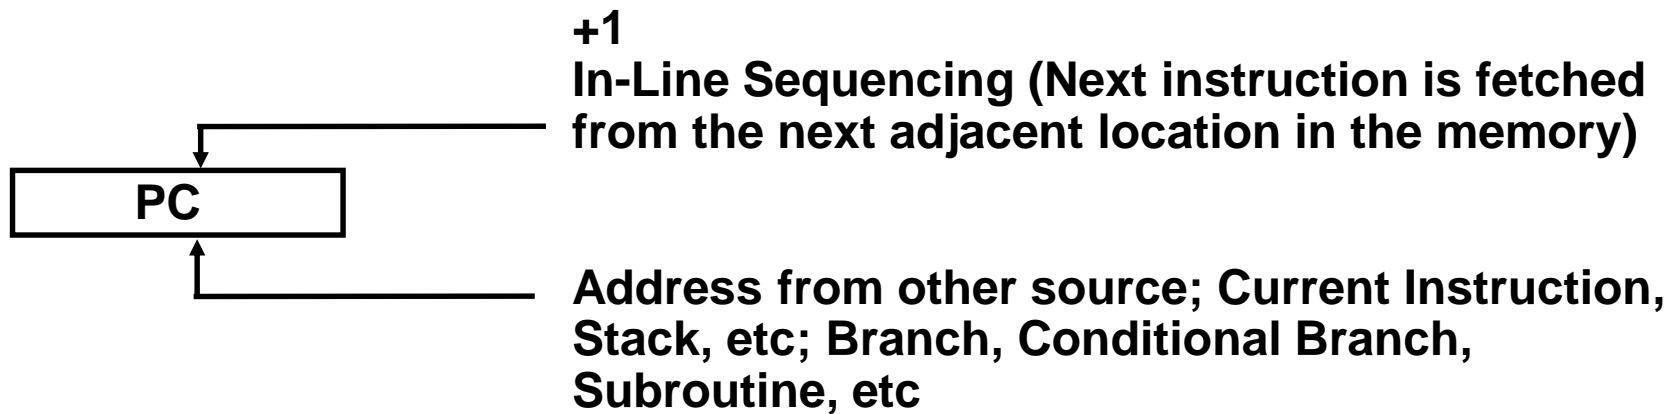 +1
In-Line Sequencing (Next instruction is fetched
from the next adjacent location in the memory)
PC
Address from other source; Current Instruction,
Stack, etc; Branch, Conditional Branch,
Subroutine, etc